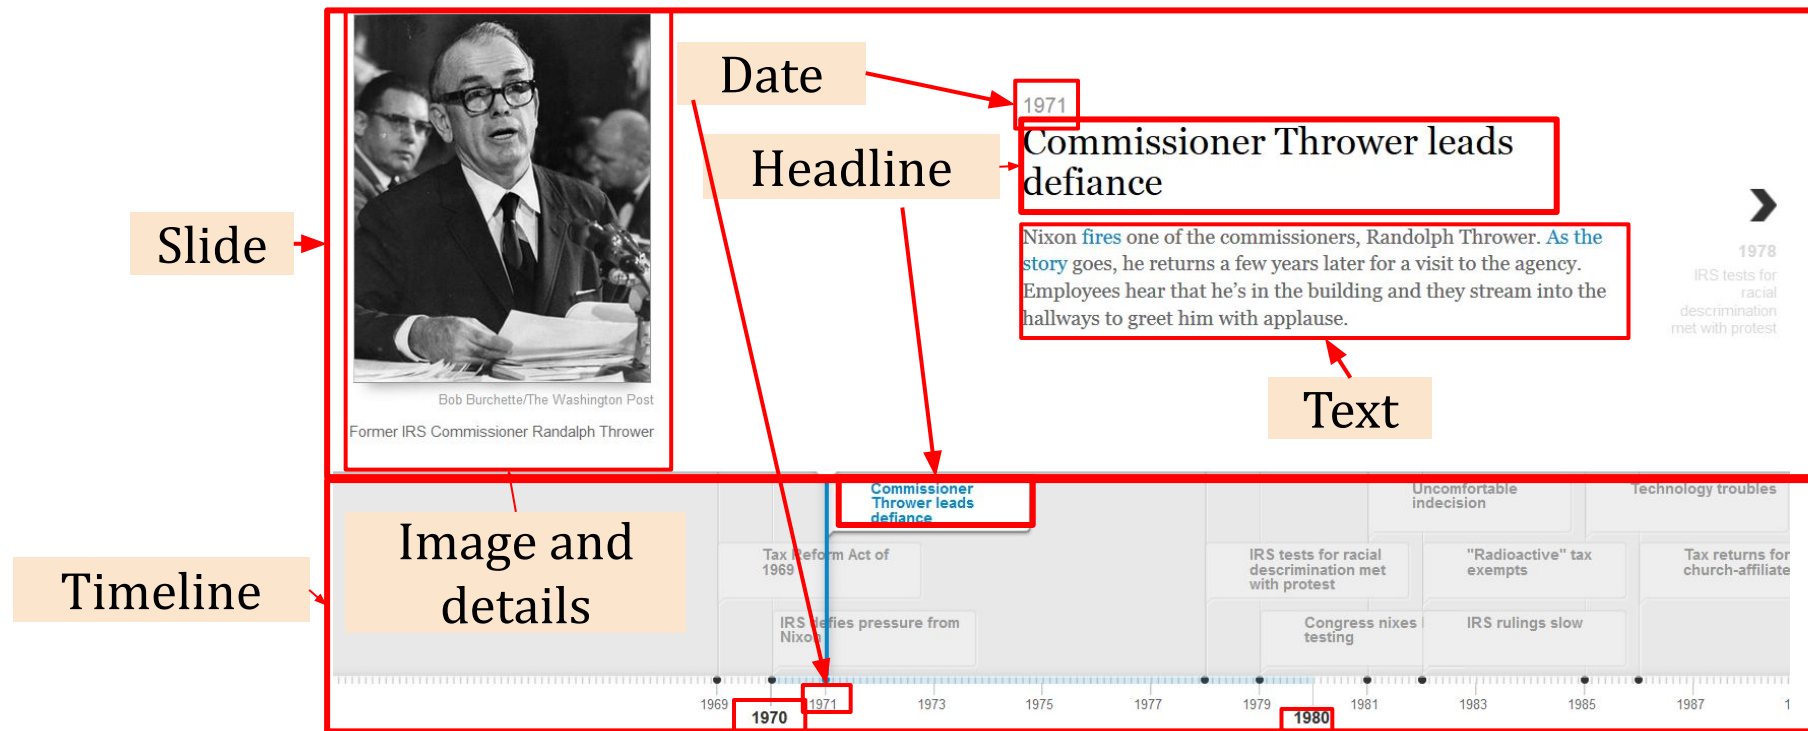 Date
1971
Commissioner Thrower leads
defiance
Headline
Slide
Nixon fires one of the commissioners, Randolph Thrower. As the
story goes, he returns a few years later for a visit to the agency.
Employees hear that he's in the building and they stream into the
hallways to greet him with applause.
1978
IRS tests for
racial
descrimination
met with protest
Text
Bob Burchette/The Washington Post
Former IRS Commissioner Randalph Thrower
Commissioner
Thrower leads
defiance
Uncomfortable
indecision
Technology troubles
Image and
details
Timeline
Tax Reform Act of
1969
IRS tests for racial
descrimination met
with protest
"Radioactive" tax
exempts
Tax returns for
church-affiliate
IRS defies pressure from
Nixon
Congress nixes
testing
IRS rulings slow
1969
1970
1971
1973
1975
1977
1979
1980
1981
1983
1985
1987
1